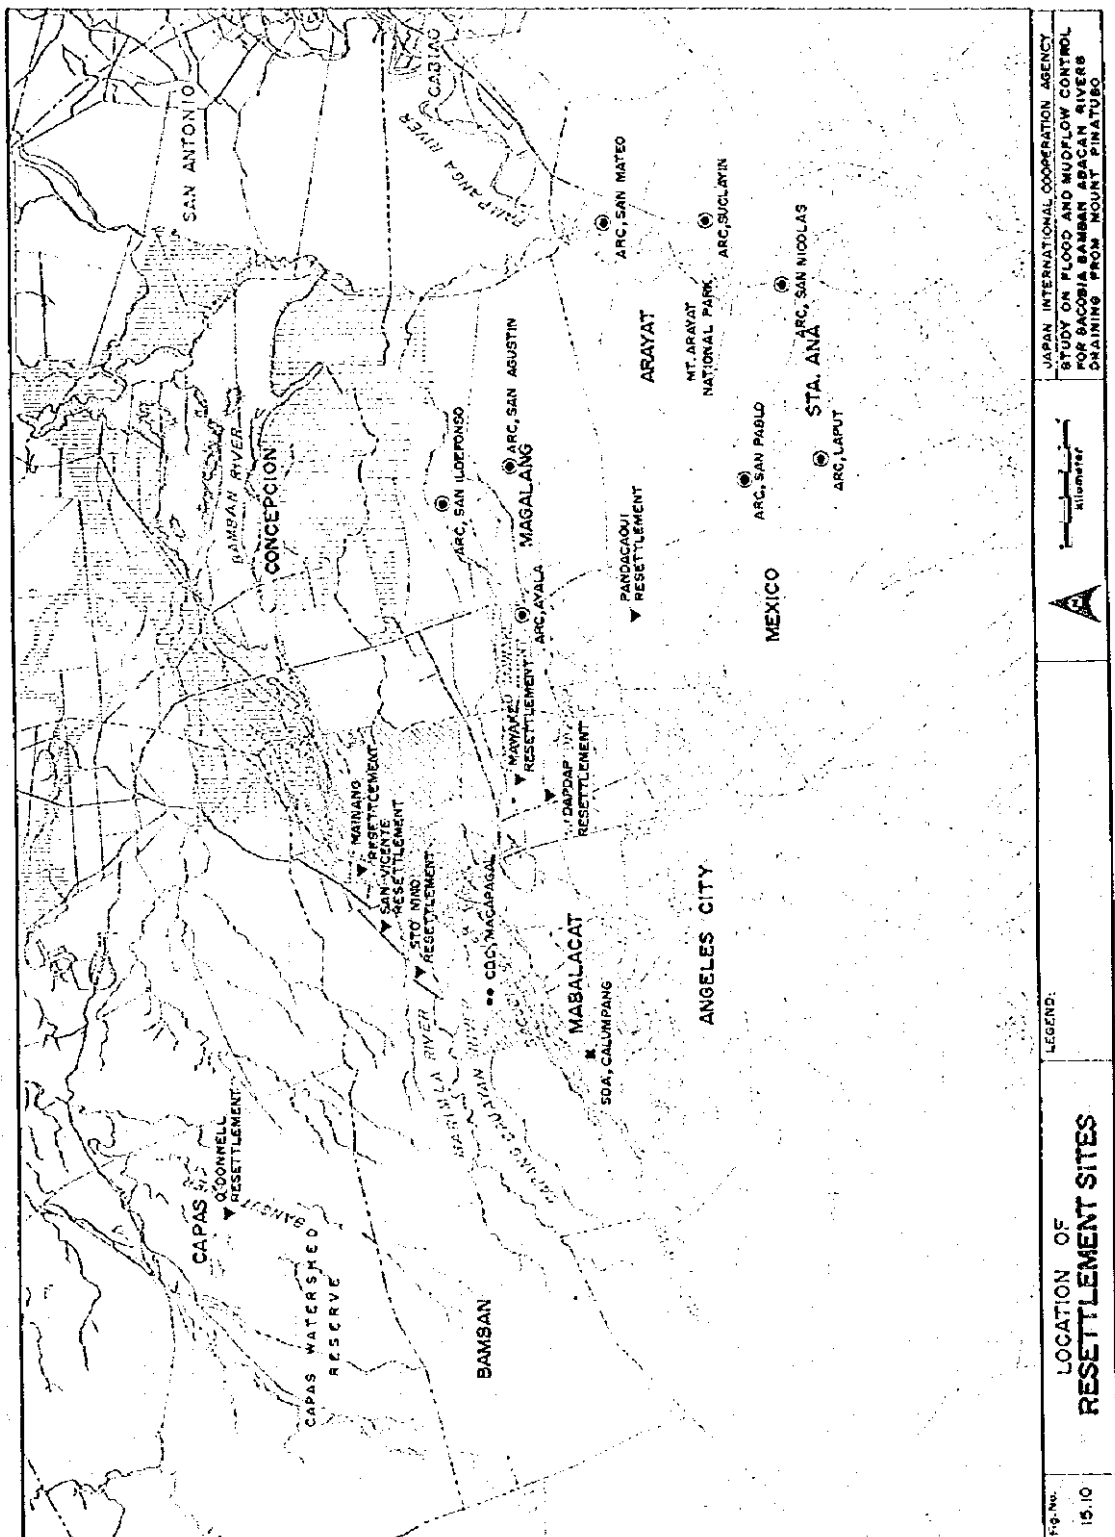 SAN ANTONIO
CABIAO
PAMPANGA RIVER
BAMBAN RIVER
CONCEPCION
ARC, SAN ILDEFONSO
ARC, SAN AGUSTIN
MAGALANG
ARC, AYALA
ARC, SAN MATEO
ARC, SUCLAYIN
ARAYAT
MT. ARAYAT
NATIONAL PARK
ARC, SAN NICOLAS
STA. ANA
ARC, SAN PABLO
ARC, LAPUT
PANDACAQUI
RESETTLEMENT
MEXICO
RESETTLEMENT
DAPDAP
RESETTLEMENT
MAINANG
RESETTLEMENT
SAN VICENTE
RESETTLEMENT
STO NINO
RESETTLEMENT
CDC, MACAPAGAL
MABALACAT
SDA, CALUMPANG
ANGELES CITY
CAPAS
O'DONNELL
RESETTLEMENT
CAPAS WATERSHED
RESERVE
RIVER
BAMBAN
Fig. No.
15.10
LOCATION OF
RESETTLEMENT SITES
LEGEND:
N
kilometer
JAPAN INTERNATIONAL COOPERATION AGENCY
STUDY ON FLOOD AND MUDFLOW CONTROL
FOR SACOBIA BAMBAN ABACAN RIVERS
DRAINING FROM MOUNT PINATUBO